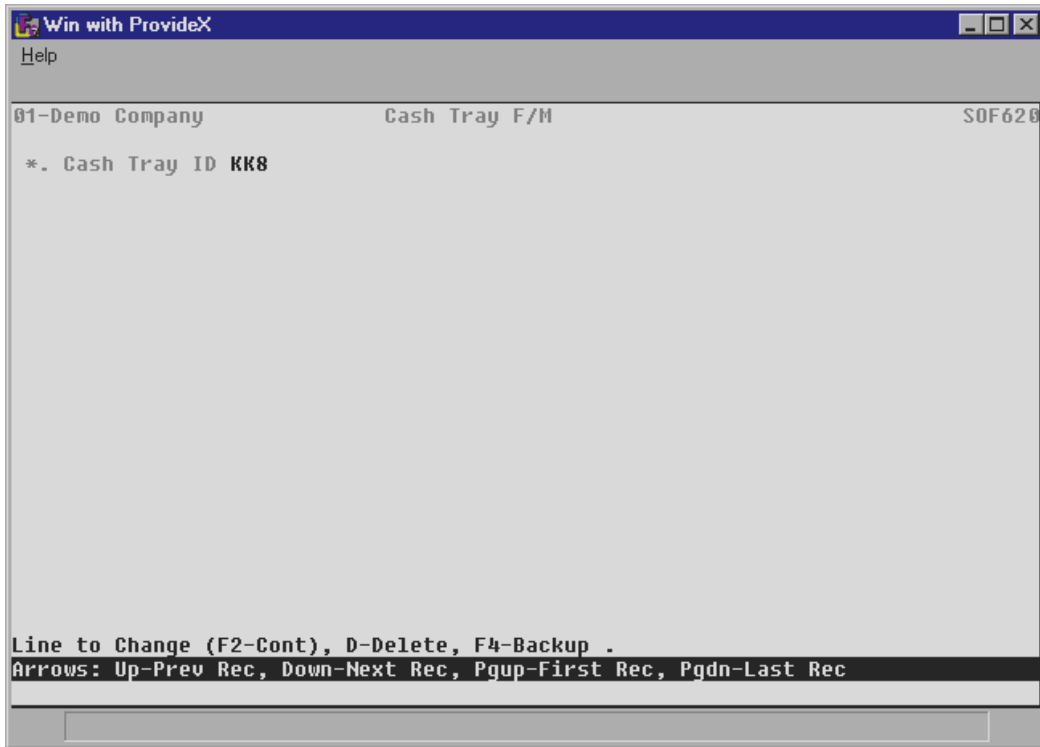 Win with ProvideX
Help
01-Demo Company Cash Tray F/M SOF620
*. Cash Tray ID KK8
Line to Change (F2-Cont), D-Delete, F4-Backup .
Arrows: Up-Prev Rec, Down-Next Rec, Pgup-First Rec, Pgdn-Last Rec